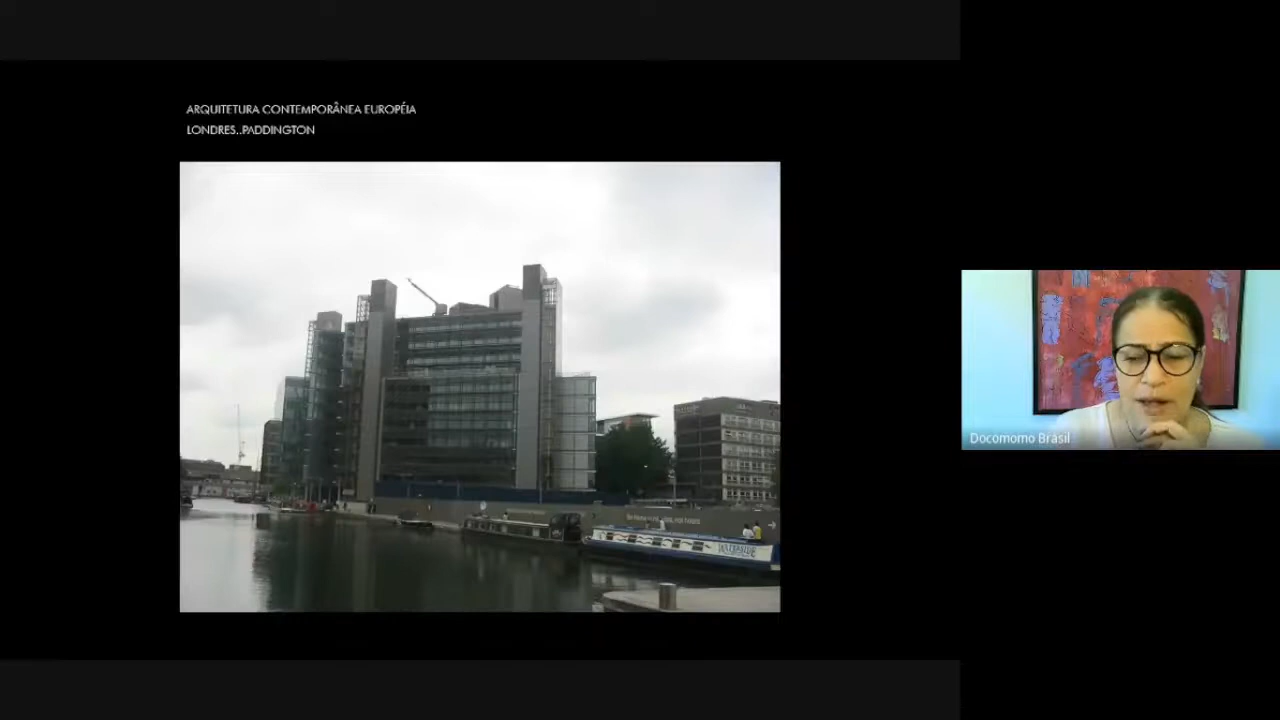 ARQUITETURA CONTEMPORÂNEA EUROPÉIA
LONDRES..PADDINGTON
Docomomo Brasil